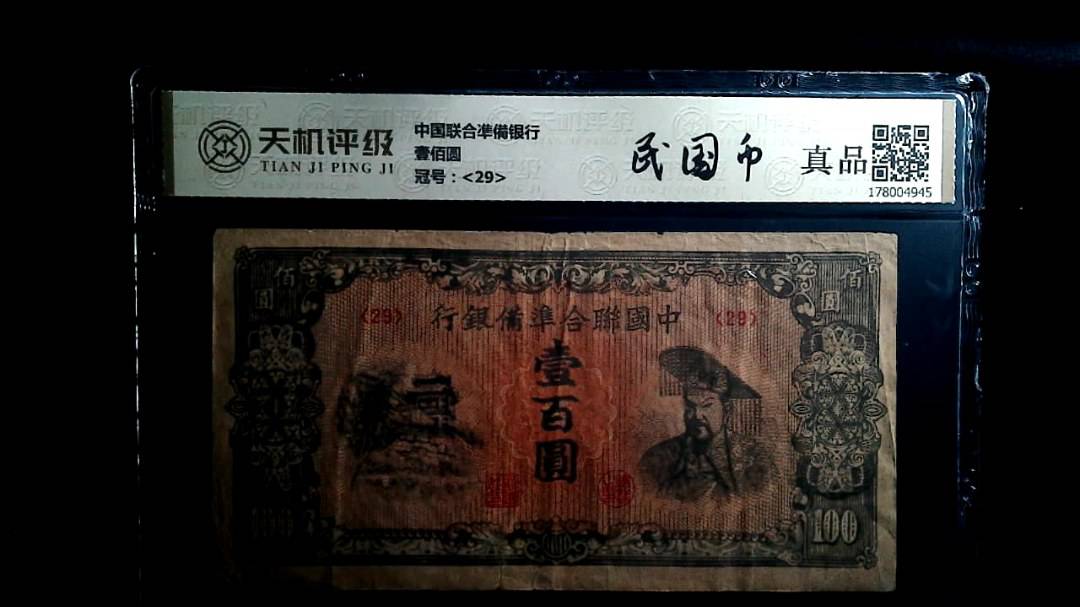 天机评级
TIAN JI PING JI
中国联合準備银行
壹佰圆
冠号：<29>
民国币
真品
178004945
佰圓
佰圓
〈29〉
行銀備準合聯國中
〈29〉
壹百圓
100
100